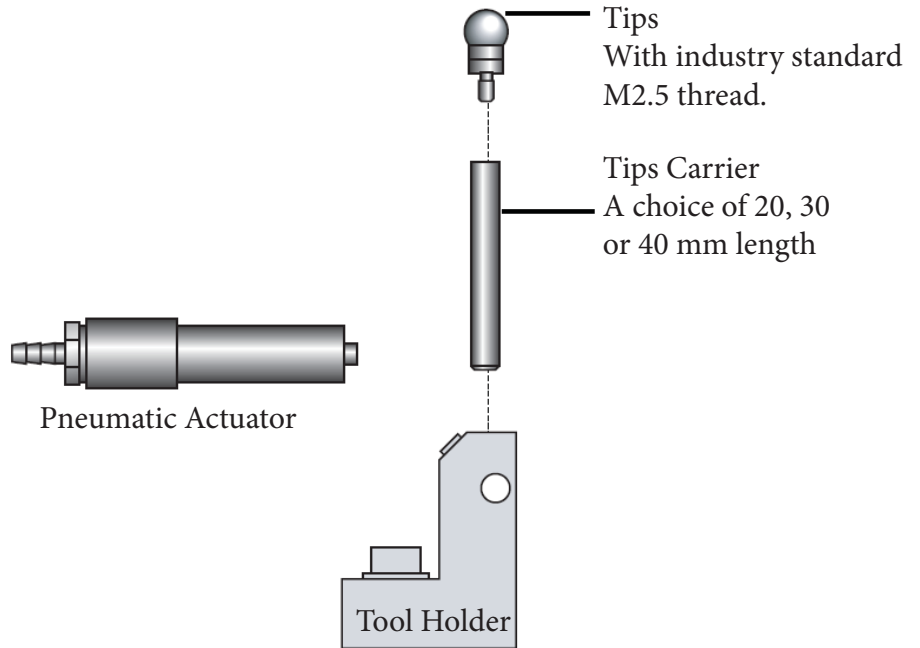 Tips
With industry standard
M2.5 thread.
Tips Carrier
A choice of 20, 30
or 40 mm length
Pneumatic Actuator
Tool Holder